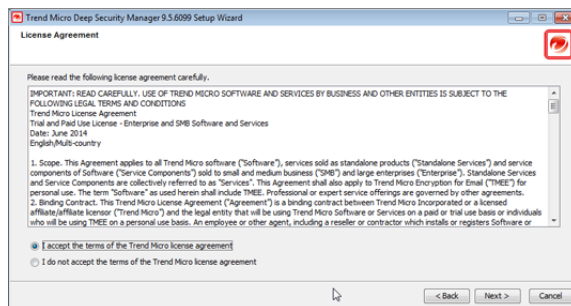 Trend Micro Deep Security Manager 9.5.6099 Setup Wizard
License Agreement
Please read the following license agreement carefully.
IMPORTANT: READ CAREFULLY. USE OF TREND MICRO SOFTWARE AND SERVICES BY BUSINESS AND OTHER ENTITIES IS SUBJECT TO THE
FOLLOWING LEGAL TERMS AND CONDITIONS
Trend Micro License Agreement
Trial and Paid Use License - Enterprise and SMB Software and Services
Date: June 2014
English/Multi-country
1. Scope. This Agreement applies to all Trend Micro software ("Software"), services sold as standalone products ("Standalone Services") and service
components of Software ("Service Components") sold to small and medium business ("SMB") and large enterprises ("Enterprise"). Standalone Services
and Service Components are collectively referred to as "Services". This Agreement shall also apply to Trend Micro Encryption for Email ("TMEE") for
personal use. The term "Software" as used herein shall include TMEE. Professional or expert service offerings are governed by other agreements.
2. Binding Contract. This Trend Micro License Agreement ("Agreement") is a binding contract between Trend Micro Incorporated or a licensed
affiliate/affiliate licensor ("Trend Micro") and the legal entity that will be using Trend Micro Software or Services on a paid or trial use basis or individuals
who will be using TMEE on a personal use basis. An employee or other agent, including a reseller or contractor which installs or registers Software or
I accept the terms of the Trend Micro license agreement
I do not accept the terms of the Trend Micro license agreement
< Back
Next >
Cancel